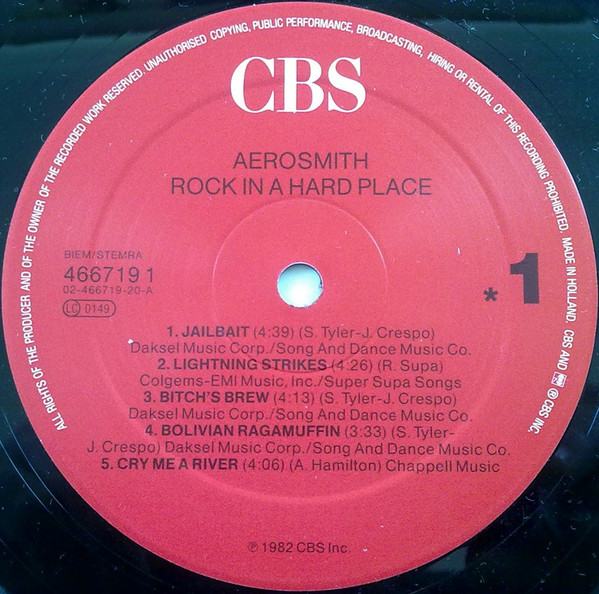 ALL RIGHTS OF THE PRODUCER AND OF THE OWNER OF THE RECORDED WORK RESERVED. UNAUTHORISED COPYING, PUBLIC PERFORMANCE, BROADCASTING, HIRING OR RENTAL OF THIS RECORDING PROHIBITED. MADE IN HOLLAND. CBS AND ® CBS INC.
CBS
AEROSMITH
ROCK IN A HARD PLACE
BIEM/STEMRA
466719 1
02-466719-20-A
LC 0149
* 1
1. JAILBAIT (4:39) (S. Tyler-J. Crespo)
Daksel Music Corp./Song And Dance Music Co.
2. LIGHTNING STRIKES (4:26) (R. Supa)
Colgems-EMI Music, Inc./Super Supa Songs
3. BITCH'S BREW (4:13) (S. Tyler-J. Crespo)
Daksel Music Corp./Song And Dance Music Co.
4. BOLIVIAN RAGAMUFFIN (3:33) (S. Tyler-
J. Crespo) Daksel Music Corp./Song And Dance Music Co.
5. CRY ME A RIVER (4:06) (A. Hamilton) Chappell Music
℗ 1982 CBS Inc.